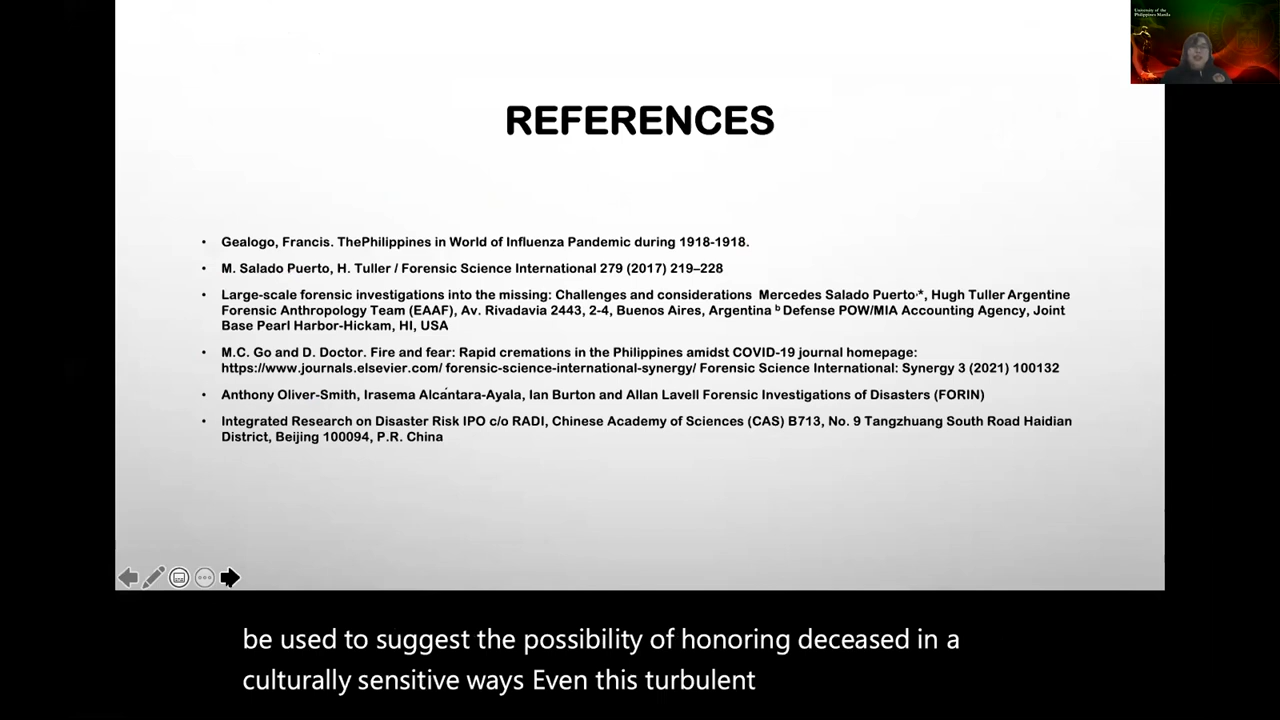 University of the
Philippines Manila
REFERENCES
• Gealogo, Francis. ThePhilippines in World of Influenza Pandemic during 1918-1918.
• M. Salado Puerto, H. Tuller / Forensic Science International 279 (2017) 219–228
• Large-scale forensic investigations into the missing: Challenges and considerations Mercedes Salado Puerto·*, Hugh Tuller Argentine
Forensic Anthropology Team (EAAF), Av. Rivadavia 2443, 2-4, Buenos Aires, Argentina ᵇ Defense POW/MIA Accounting Agency, Joint
Base Pearl Harbor-Hickam, HI, USA
• M.C. Go and D. Doctor. Fire and fear: Rapid cremations in the Philippines amidst COVID-19 journal homepage:
https://www.journals.elsevier.com/ forensic-science-international-synergy/ Forensic Science International: Synergy 3 (2021) 100132
• Anthony Oliver-Smith, Irasema Alcántara-Ayala, Ian Burton and Allan Lavell Forensic Investigations of Disasters (FORIN)
• Integrated Research on Disaster Risk IPO c/o RADI, Chinese Academy of Sciences (CAS) B713, No. 9 Tangzhuang South Road Haidian
District, Beijing 100094, P.R. China
be used to suggest the possibility of honoring deceased in a
culturally sensitive ways Even this turbulent